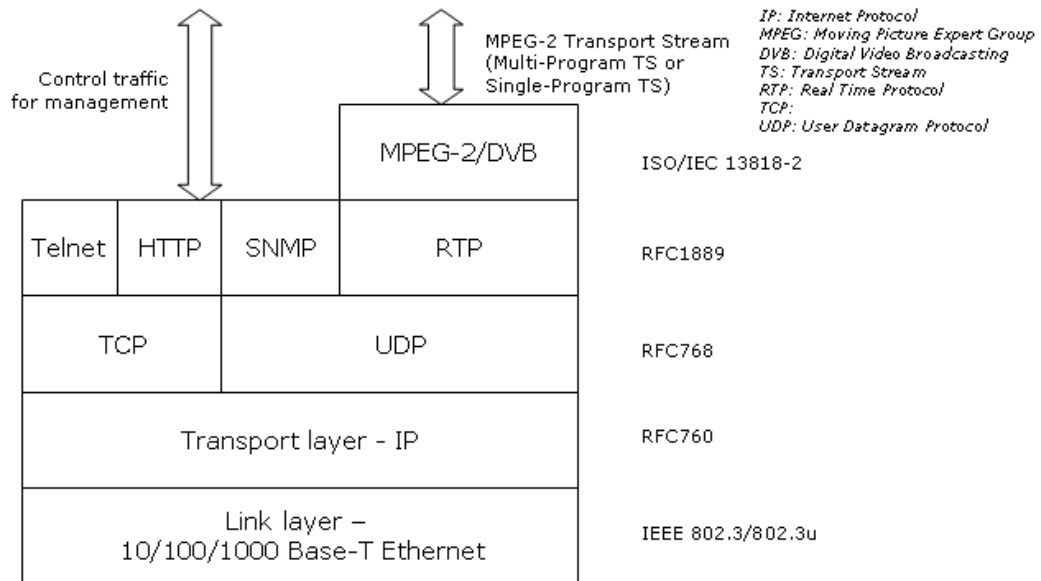 Control traffic
for management
MPEG-2 Transport Stream
(Multi-Program TS or
Single-Program TS)
IP: Internet Protocol
MPEG: Moving Picture Expert Group
DVB: Digital Video Broadcasting
TS: Transport Stream
RTP: Real Time Protocol
TCP:
UDP: User Datagram Protocol
MPEG-2/DVB
ISO/IEC 13818-2
Telnet
HTTP
SNMP
RTP
RFC1889
TCP
UDP
RFC768
Transport layer - IP
RFC760
Link layer –
10/100/1000 Base-T Ethernet
IEEE 802.3/802.3u